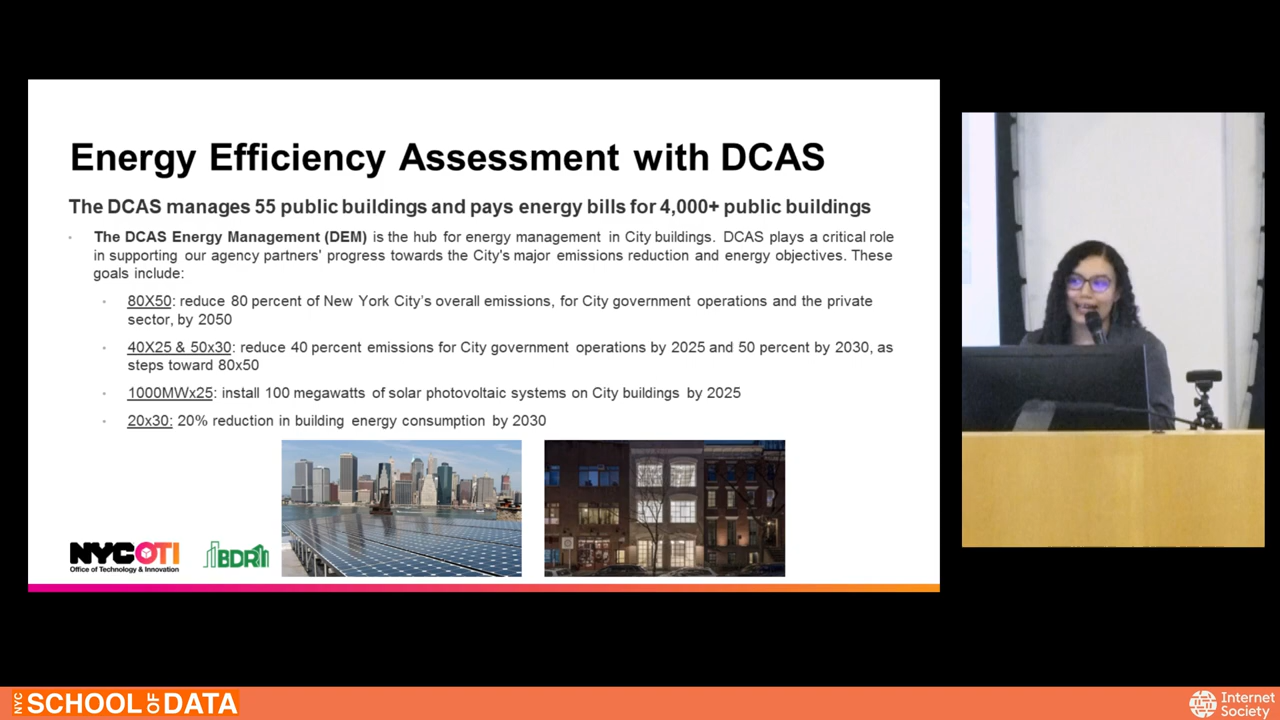 Energy Efficiency Assessment with DCAS
The DCAS manages 55 public buildings and pays energy bills for 4,000+ public buildings
The DCAS Energy Management (DEM) is the hub for energy management in City buildings. DCAS plays a critical role
in supporting our agency partners' progress towards the City's major emissions reduction and energy objectives. These
goals include:
80X50: reduce 80 percent of New York City's overall emissions, for City government operations and the private
sector, by 2050
40X25 & 50x30: reduce 40 percent emissions for City government operations by 2025 and 50 percent by 2030, as
steps toward 80x50
1000MWx25: install 100 megawatts of solar photovoltaic systems on City buildings by 2025
20x30: 20% reduction in building energy consumption by 2030
NYCOTI
Office of Technology & Innovation
BDR
NYC SCHOOL OF DATA
Internet
Society